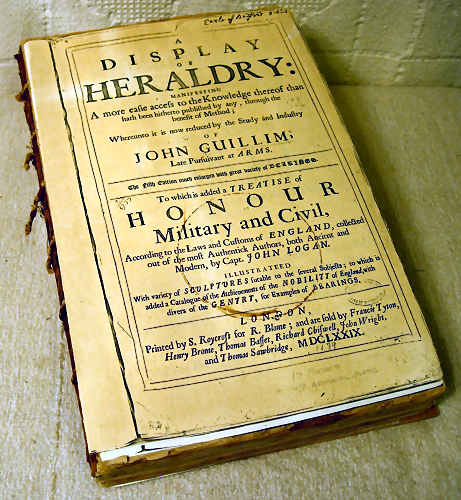 A
DISPLAY
OF
HERALDRY:
MANIFESTING
A more easie access to the Knowledge thereof than
hath been hitherto published by any, through the
benefit of Method;
Whereunto it is now reduced by the Study and Industry
OF
JOHN GUILLIM;
Late Pursuivant at ARMS.
The Fifth Edition much enlarged with great variety of BEARINGS.
To which is added a TREATISE of
HONOUR
Military and Civil,
According to the Laws and Customs of ENGLAND, collected
out of the most Authentick Authors, both Ancient and
Modern, by Capt. JOHN LOGAN.
ILLUSTRATED
With variety of SCULPTURES suitable to the several Subjects; to which is
added a Catalogue of the Atchievements of the NOBILITY of England, with
divers of the GENTRY, for Examples of BEARINGS.
LONDON,
Printed by S. Roycroft for R. Blome; and are sold by Francis Tyton,
Henry Brome, Thomas Basset, Richard Chiswell, John Wright,
and Thomas Sawbridge, MDCLXXIX.
1679